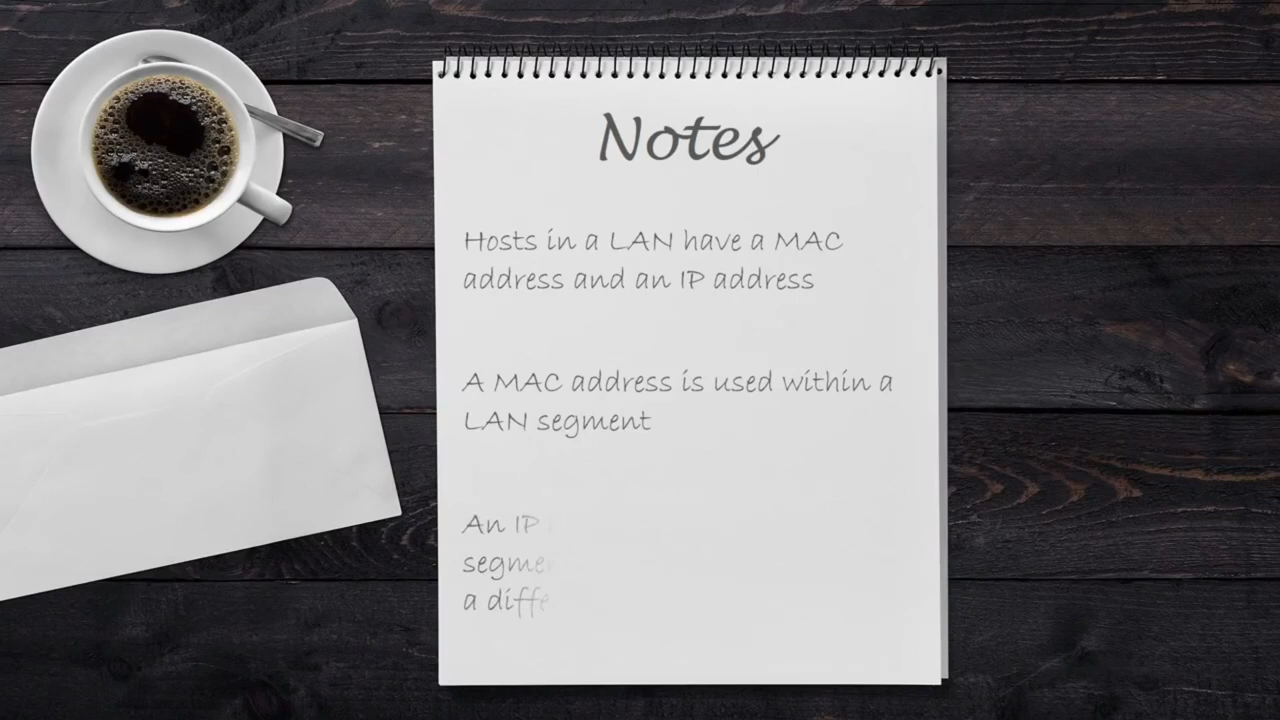 Notes
Hosts in a LAN have a MAC
address and an IP address
A MAC address is used within a
LAN segment
An IP
a